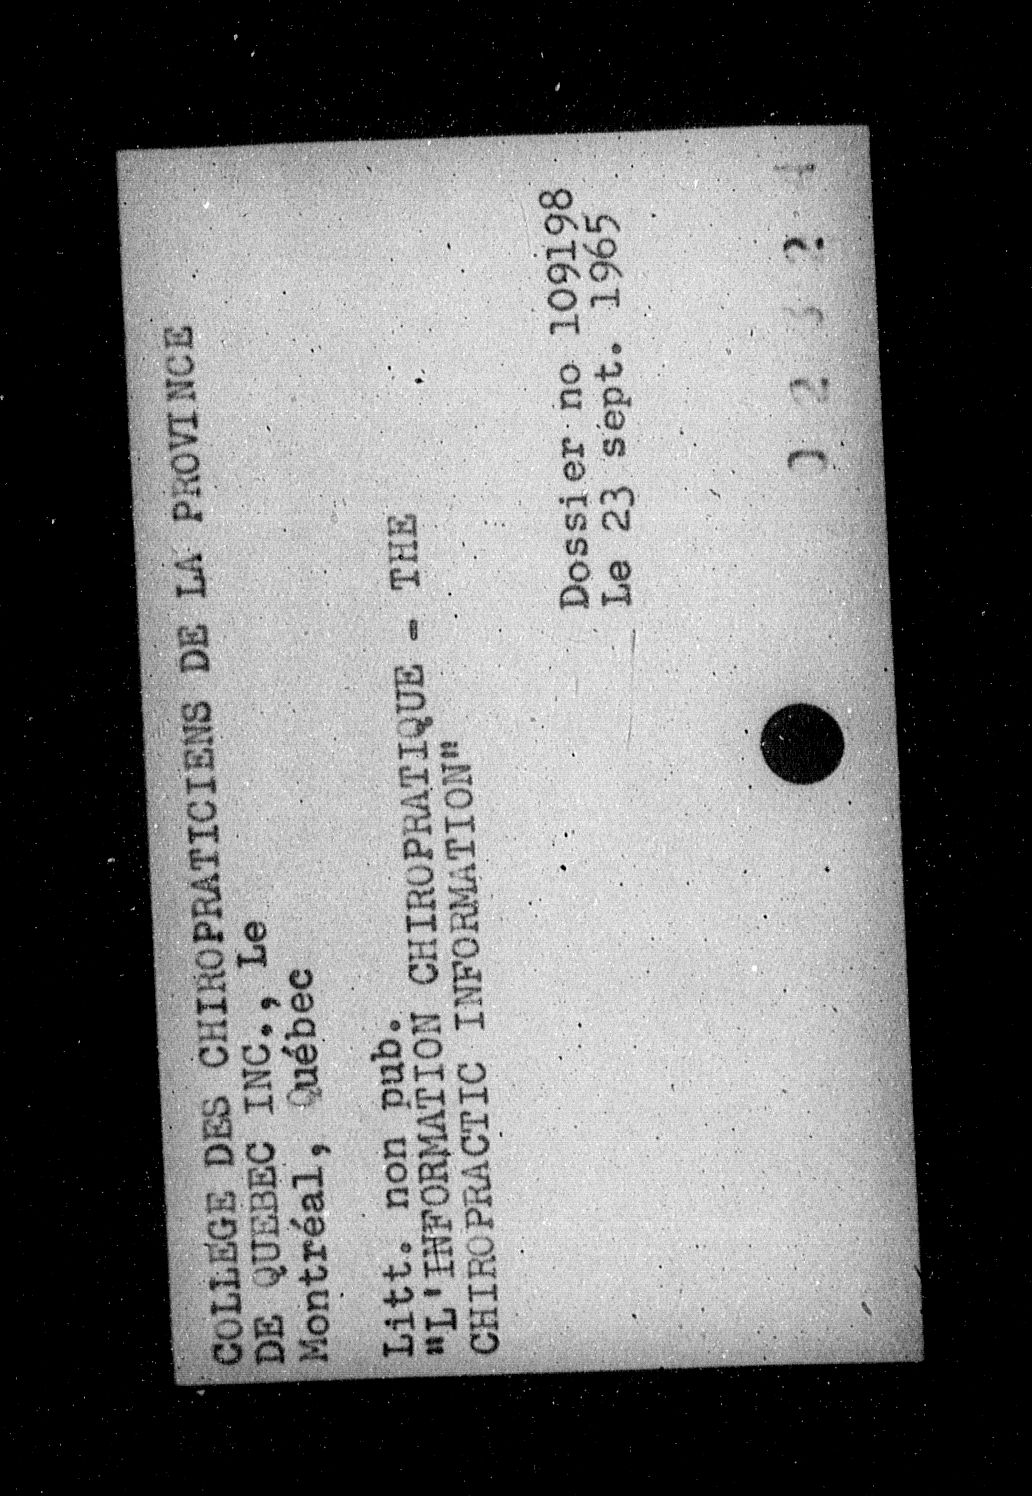 COLLEGE DES CHIROPRATICIENS DE LA PROVINCE
DE QUEBEC INC., Le
Montréal, Québec
Litt. non pub.
"L'INFORMATION CHIROPRATIQUE - THE
CHIROPRACTIC INFORMATION"
Dossier no 109198
Le 23 sept. 1965